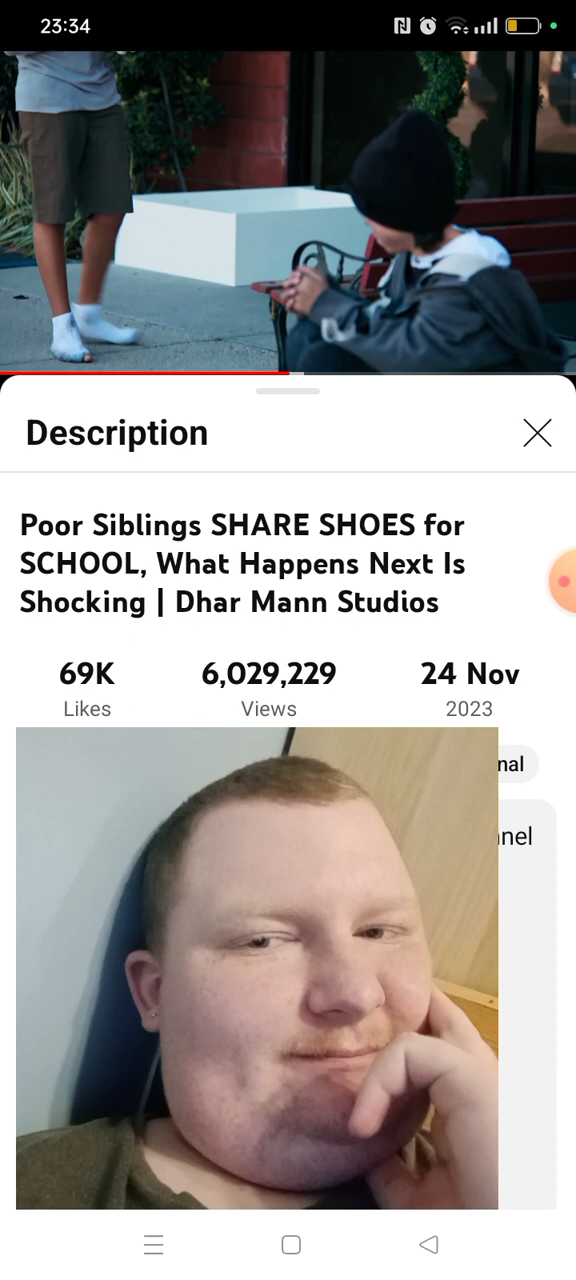 23:34
Description
Poor Siblings SHARE SHOES for
SCHOOL, What Happens Next Is
Shocking | Dhar Mann Studios
69K 6,029,229 24 Nov
Likes Views 2023